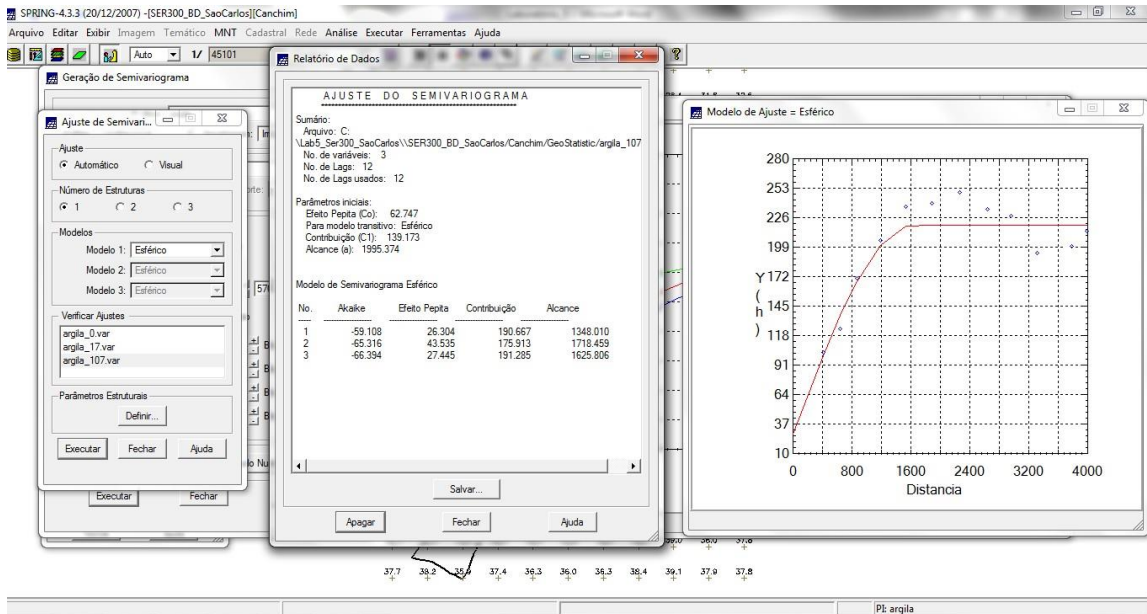 SPRING-4.3.3 (20/12/2007) -[SER300_BD_SaoCarlos][Canchim]
Arquivo Editar Exibir Imagem Temático MNT Cadastral Rede Análise Executar Ferramentas Ajuda
Auto 1/ 45101
Geração de Semivariograma
Ajuste de Semivari...
Ajuste
Automático Visual
Número de Estruturas
1 2 3
Modelos
Modelo 1: Esférico
Modelo 2: Esférico
Modelo 3: Esférico
Verificar Ajustes
argila_0.var
argila_17.var
argila_107.var
Parâmetros Estruturais
Definir...
Executar Fechar Ajuda
Executar Fechar
Relatório de Dados
AJUSTE DO SEMIVARIOGRAMA
Sumário:
Arquivo: C:
\Lab5_Ser300_SaoCarlos\\SER300_BD_SaoCarlos/Canchim/GeoStatistic/argila_107
No. de variáveis: 3
No. de Lags: 12
No. de Lags usados: 12
Parâmetros iniciais:
Efeito Pepita (Co): 62.747
Para modelo transitivo: Esférico
Contribuição (C1): 139.173
Alcance (a): 1995.374
Modelo de Semivariograma Esférico
No. Akaike Efeito Pepita Contribuição Alcance
1 -59.108 26.304 190.667 1348.010
2 -65.316 43.535 175.913 1718.459
3 -66.394 27.445 191.285 1625.806
Salvar...
Apagar Fechar Ajuda
Modelo de Ajuste = Esférico
280
253
226
199
172
145
118
91
64
37
10
Y(h)
0 800 1600 2400 3200 4000
Distancia
37.7 38.2 35.9 37.4 36.3 36.0 36.3 38.4 39.1 37.9 37.8
PI: argila